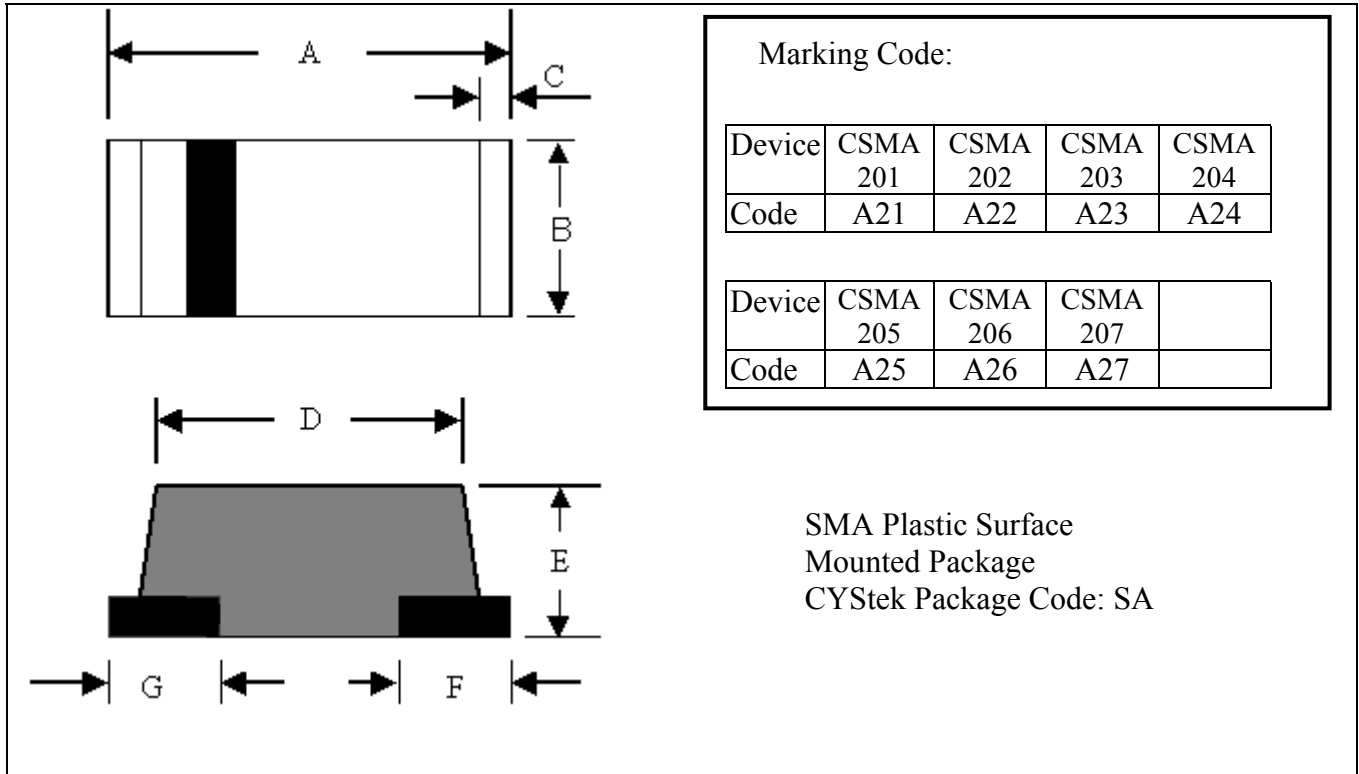 A
C
B
D
E
G F
Marking Code:
Device CSMA 201 CSMA 202 CSMA 203 CSMA 204
Code A21 A22 A23 A24
Device CSMA 205 CSMA 206 CSMA 207
Code A25 A26 A27
SMA Plastic Surface
Mounted Package
CYStek Package Code: SA